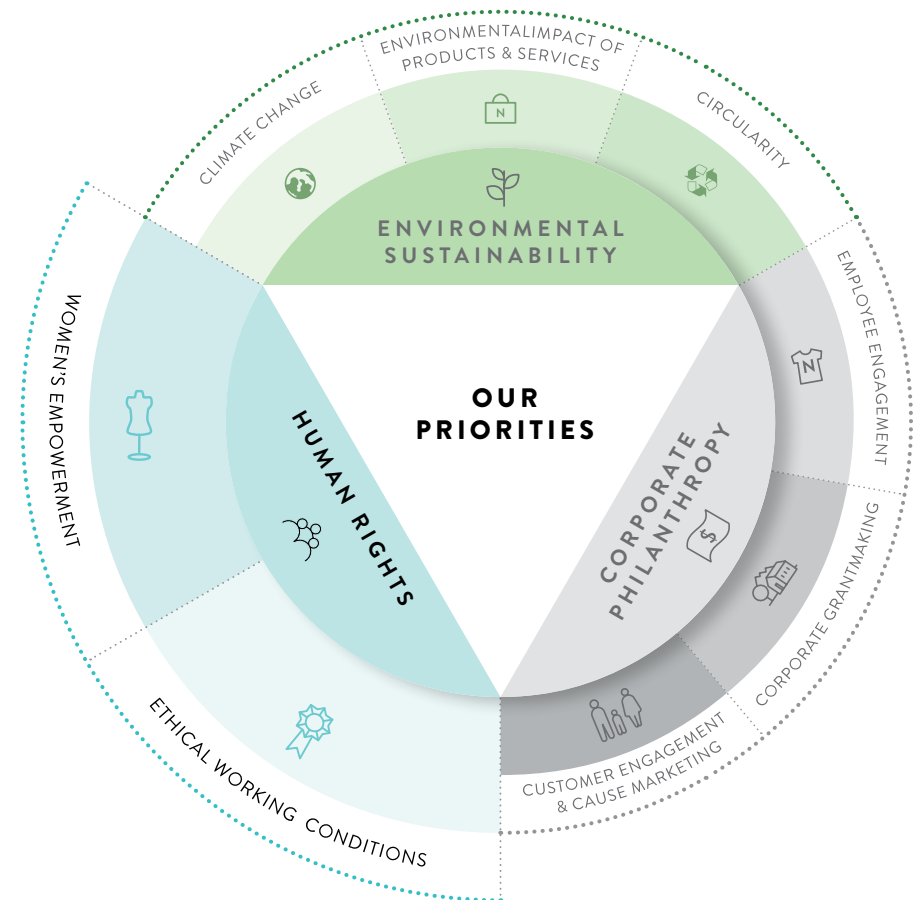 ENVIRONMENTALIMPACT OF
PRODUCTS & SERVICES
CLIMATE CHANGE
CIRCULARITY
N
ENVIRONMENTAL
SUSTAINABILITY
EMPLOYEE ENGAGEMENT
N
WOMEN'S EMPOWERMENT
OUR
PRIORITIES
HUMAN RIGHTS
CORPORATE
PHILANTHROPY
$
CORPORATE GRANTMAKING
ETHICAL WORKING CONDITIONS
CUSTOMER ENGAGEMENT
& CAUSE MARKETING